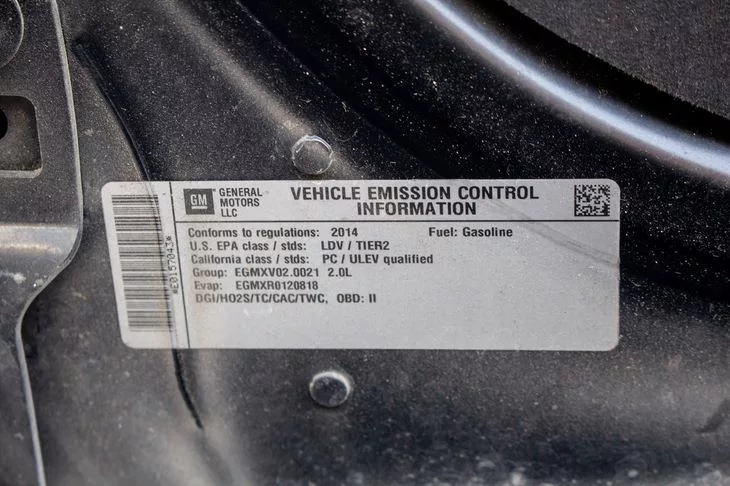 GM GENERAL MOTORS LLC
VEHICLE EMISSION CONTROL
INFORMATION
Conforms to regulations: 2014 Fuel: Gasoline
U.S. EPA class / stds: LDV / TIER2
California class / stds: PC / ULEV qualified
Group: EGMXV02.0021 2.0L
Evap: EGMXR0120818
DGI/HO2S/TC/CAC/TWC, OBD: II
*E0157043*